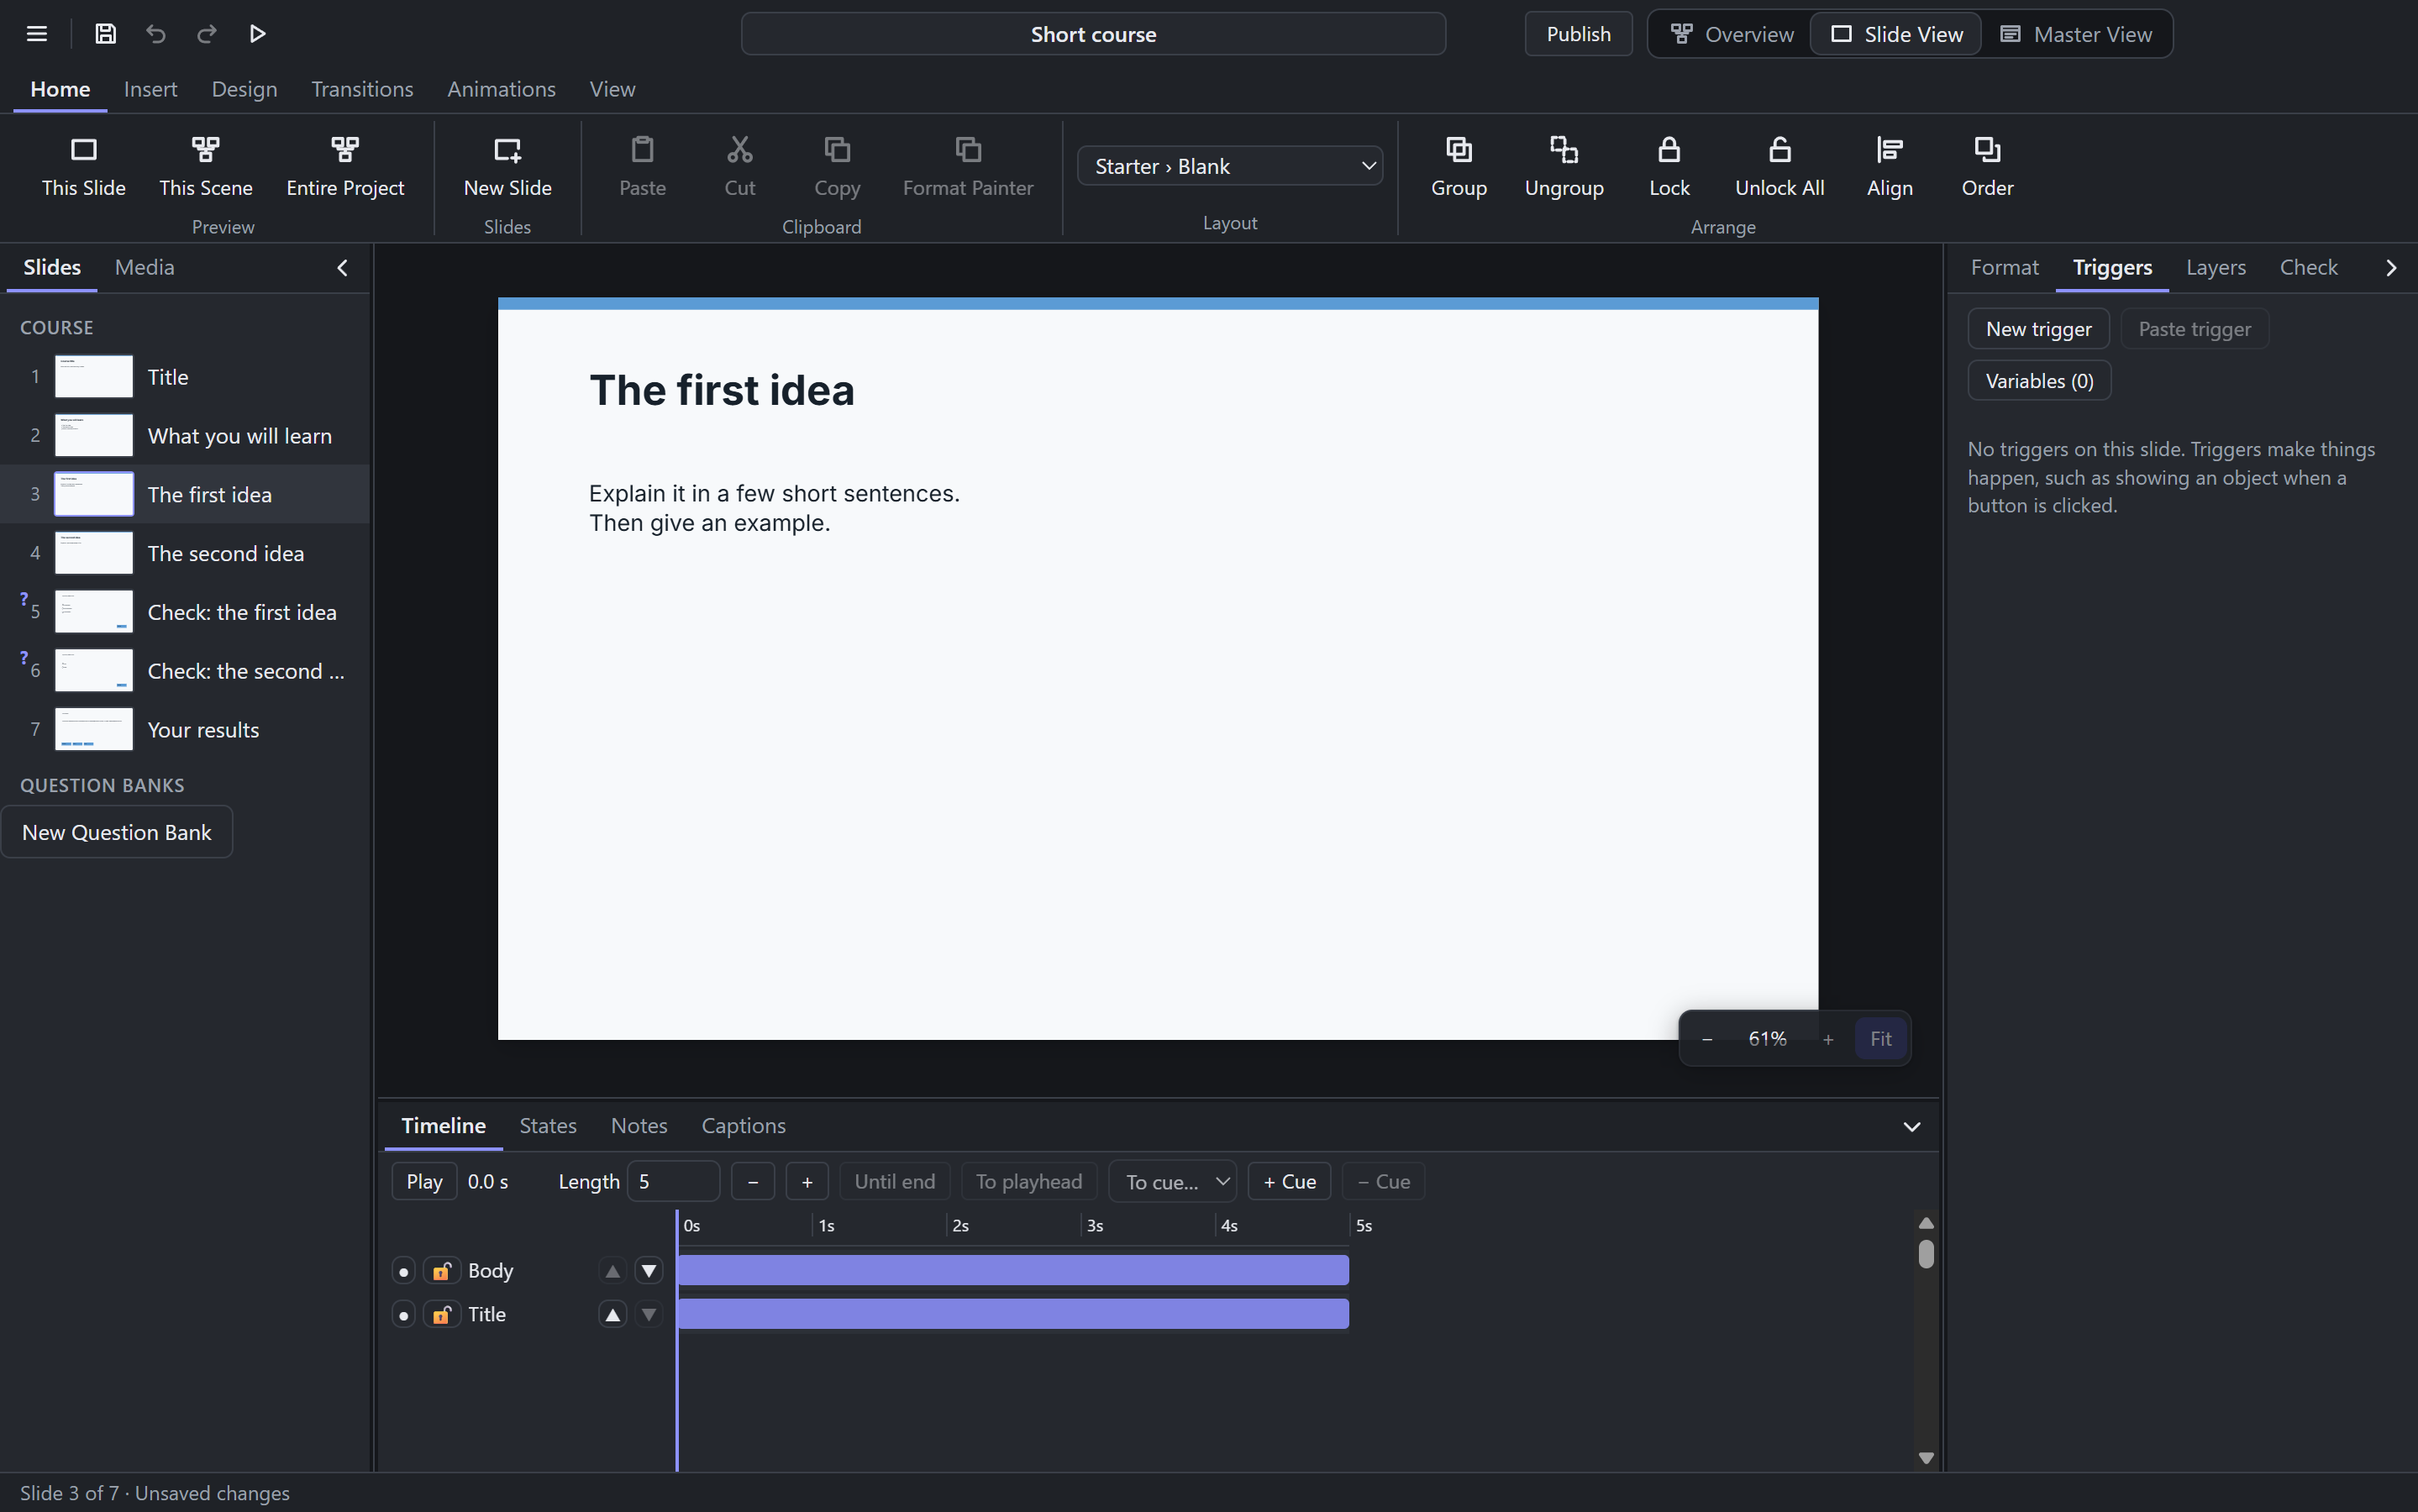 Short course
Publish
Overview
Slide View
Master View
Home
Insert
Design
Transitions
Animations
View
This Slide
This Scene
Entire Project
Preview
New Slide
Slides
Paste
Cut
Copy
Format Painter
Clipboard
Starter › Blank
Layout
Group
Ungroup
Lock
Unlock All
Align
Order
Arrange
Slides
Media
COURSE
1 Title
2 What you will learn
3 The first idea
4 The second idea
? 5 Check: the first idea
? 6 Check: the second ...
7 Your results
QUESTION BANKS
New Question Bank
The first idea
Explain it in a few short sentences.
Then give an example.
− 61% + Fit
Format
Triggers
Layers
Check
New trigger
Paste trigger
Variables (0)
No triggers on this slide. Triggers make things
happen, such as showing an object when a
button is clicked.
Timeline
States
Notes
Captions
Play
0.0 s
Length
5
−
+
Until end
To playhead
To cue...
+ Cue
− Cue
0s
1s
2s
3s
4s
5s
Body
Title
Slide 3 of 7 · Unsaved changes